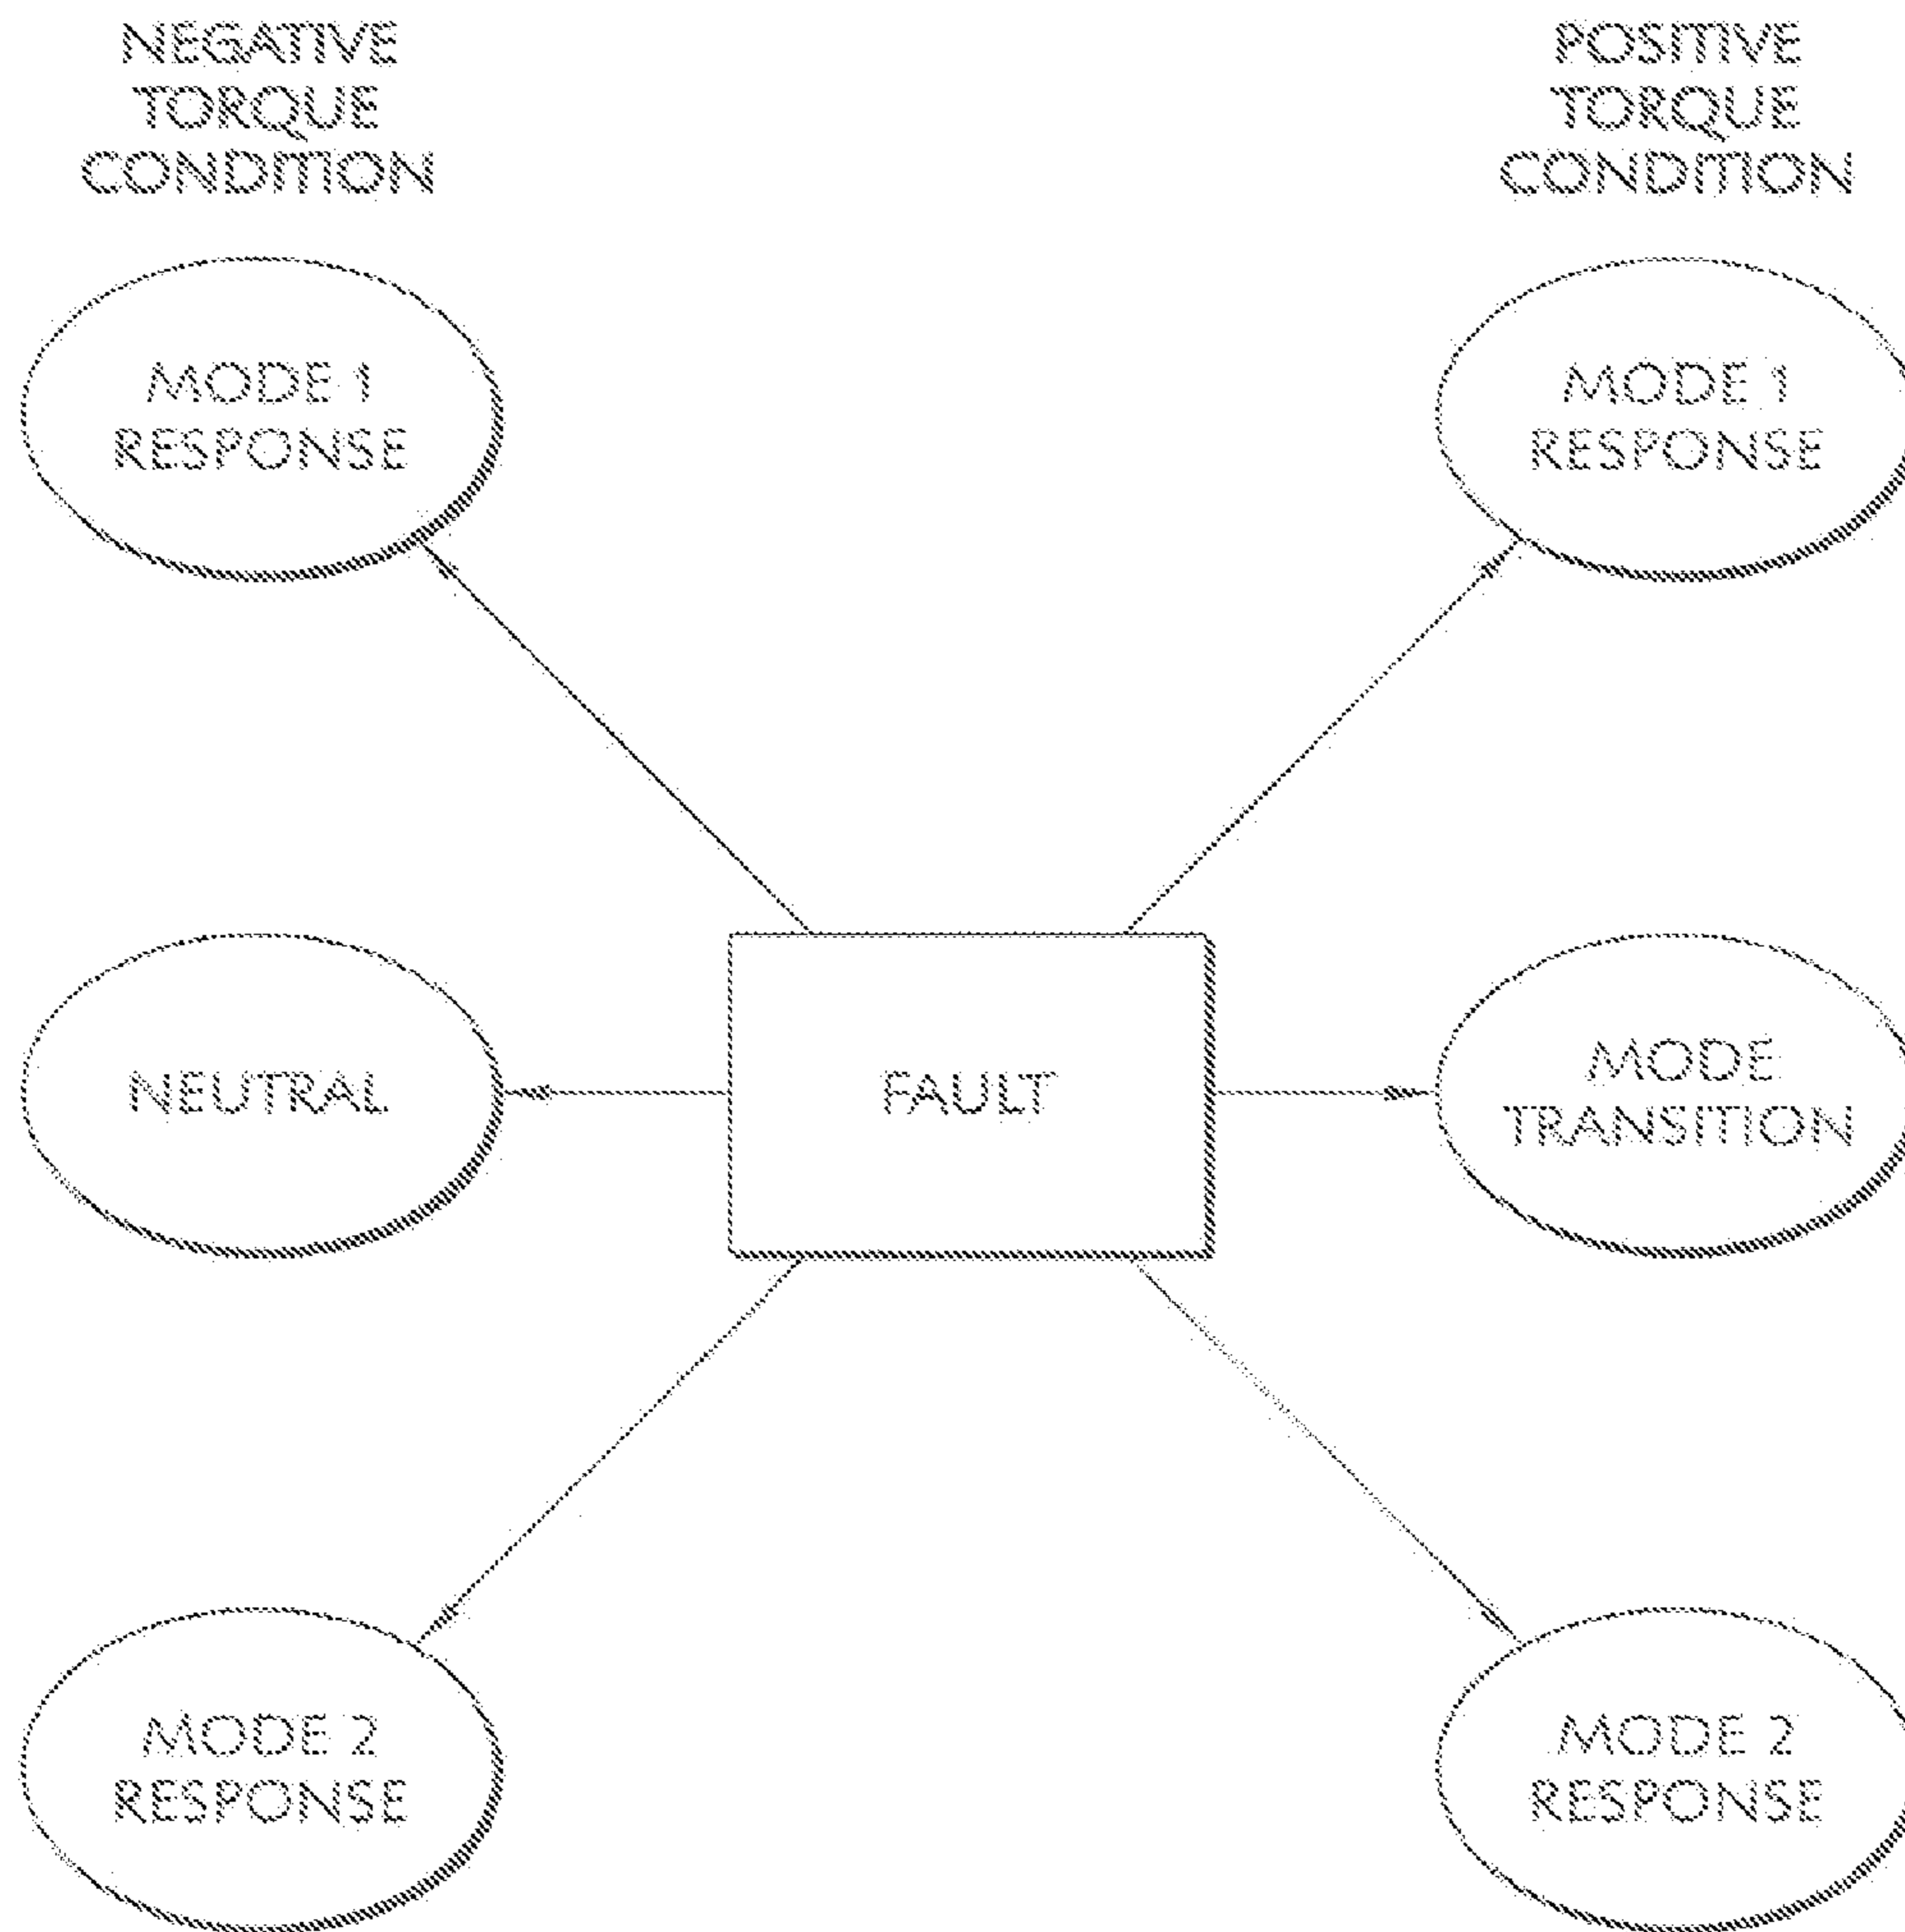 NEGATIVE
TORQUE
CONDITION
POSITIVE
TORQUE
CONDITION
MODE 1
RESPONSE
MODE 1
RESPONSE
NEUTRAL
FAULT
MODE
TRANSITION
MODE 2
RESPONSE
MODE 2
RESPONSE